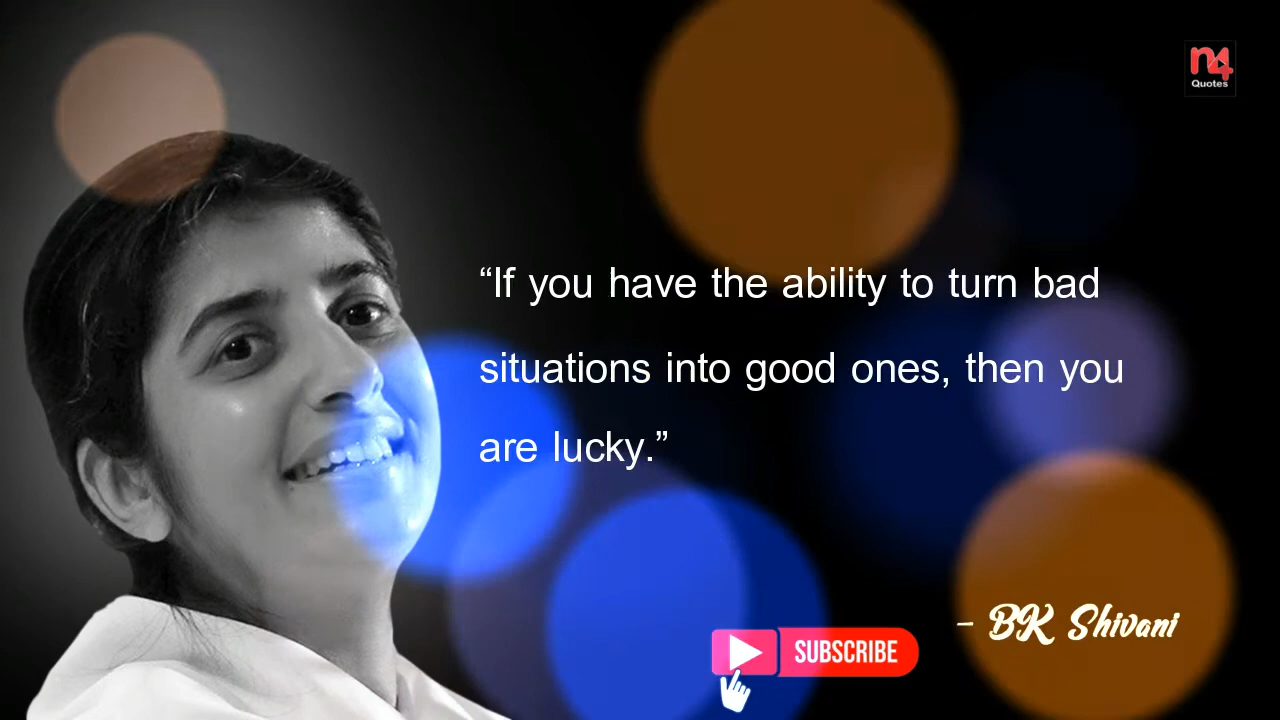 n4
Quotes
“If you have the ability to turn bad
situations into good ones, then you
are lucky.”
– BK Shivani
SUBSCRIBE